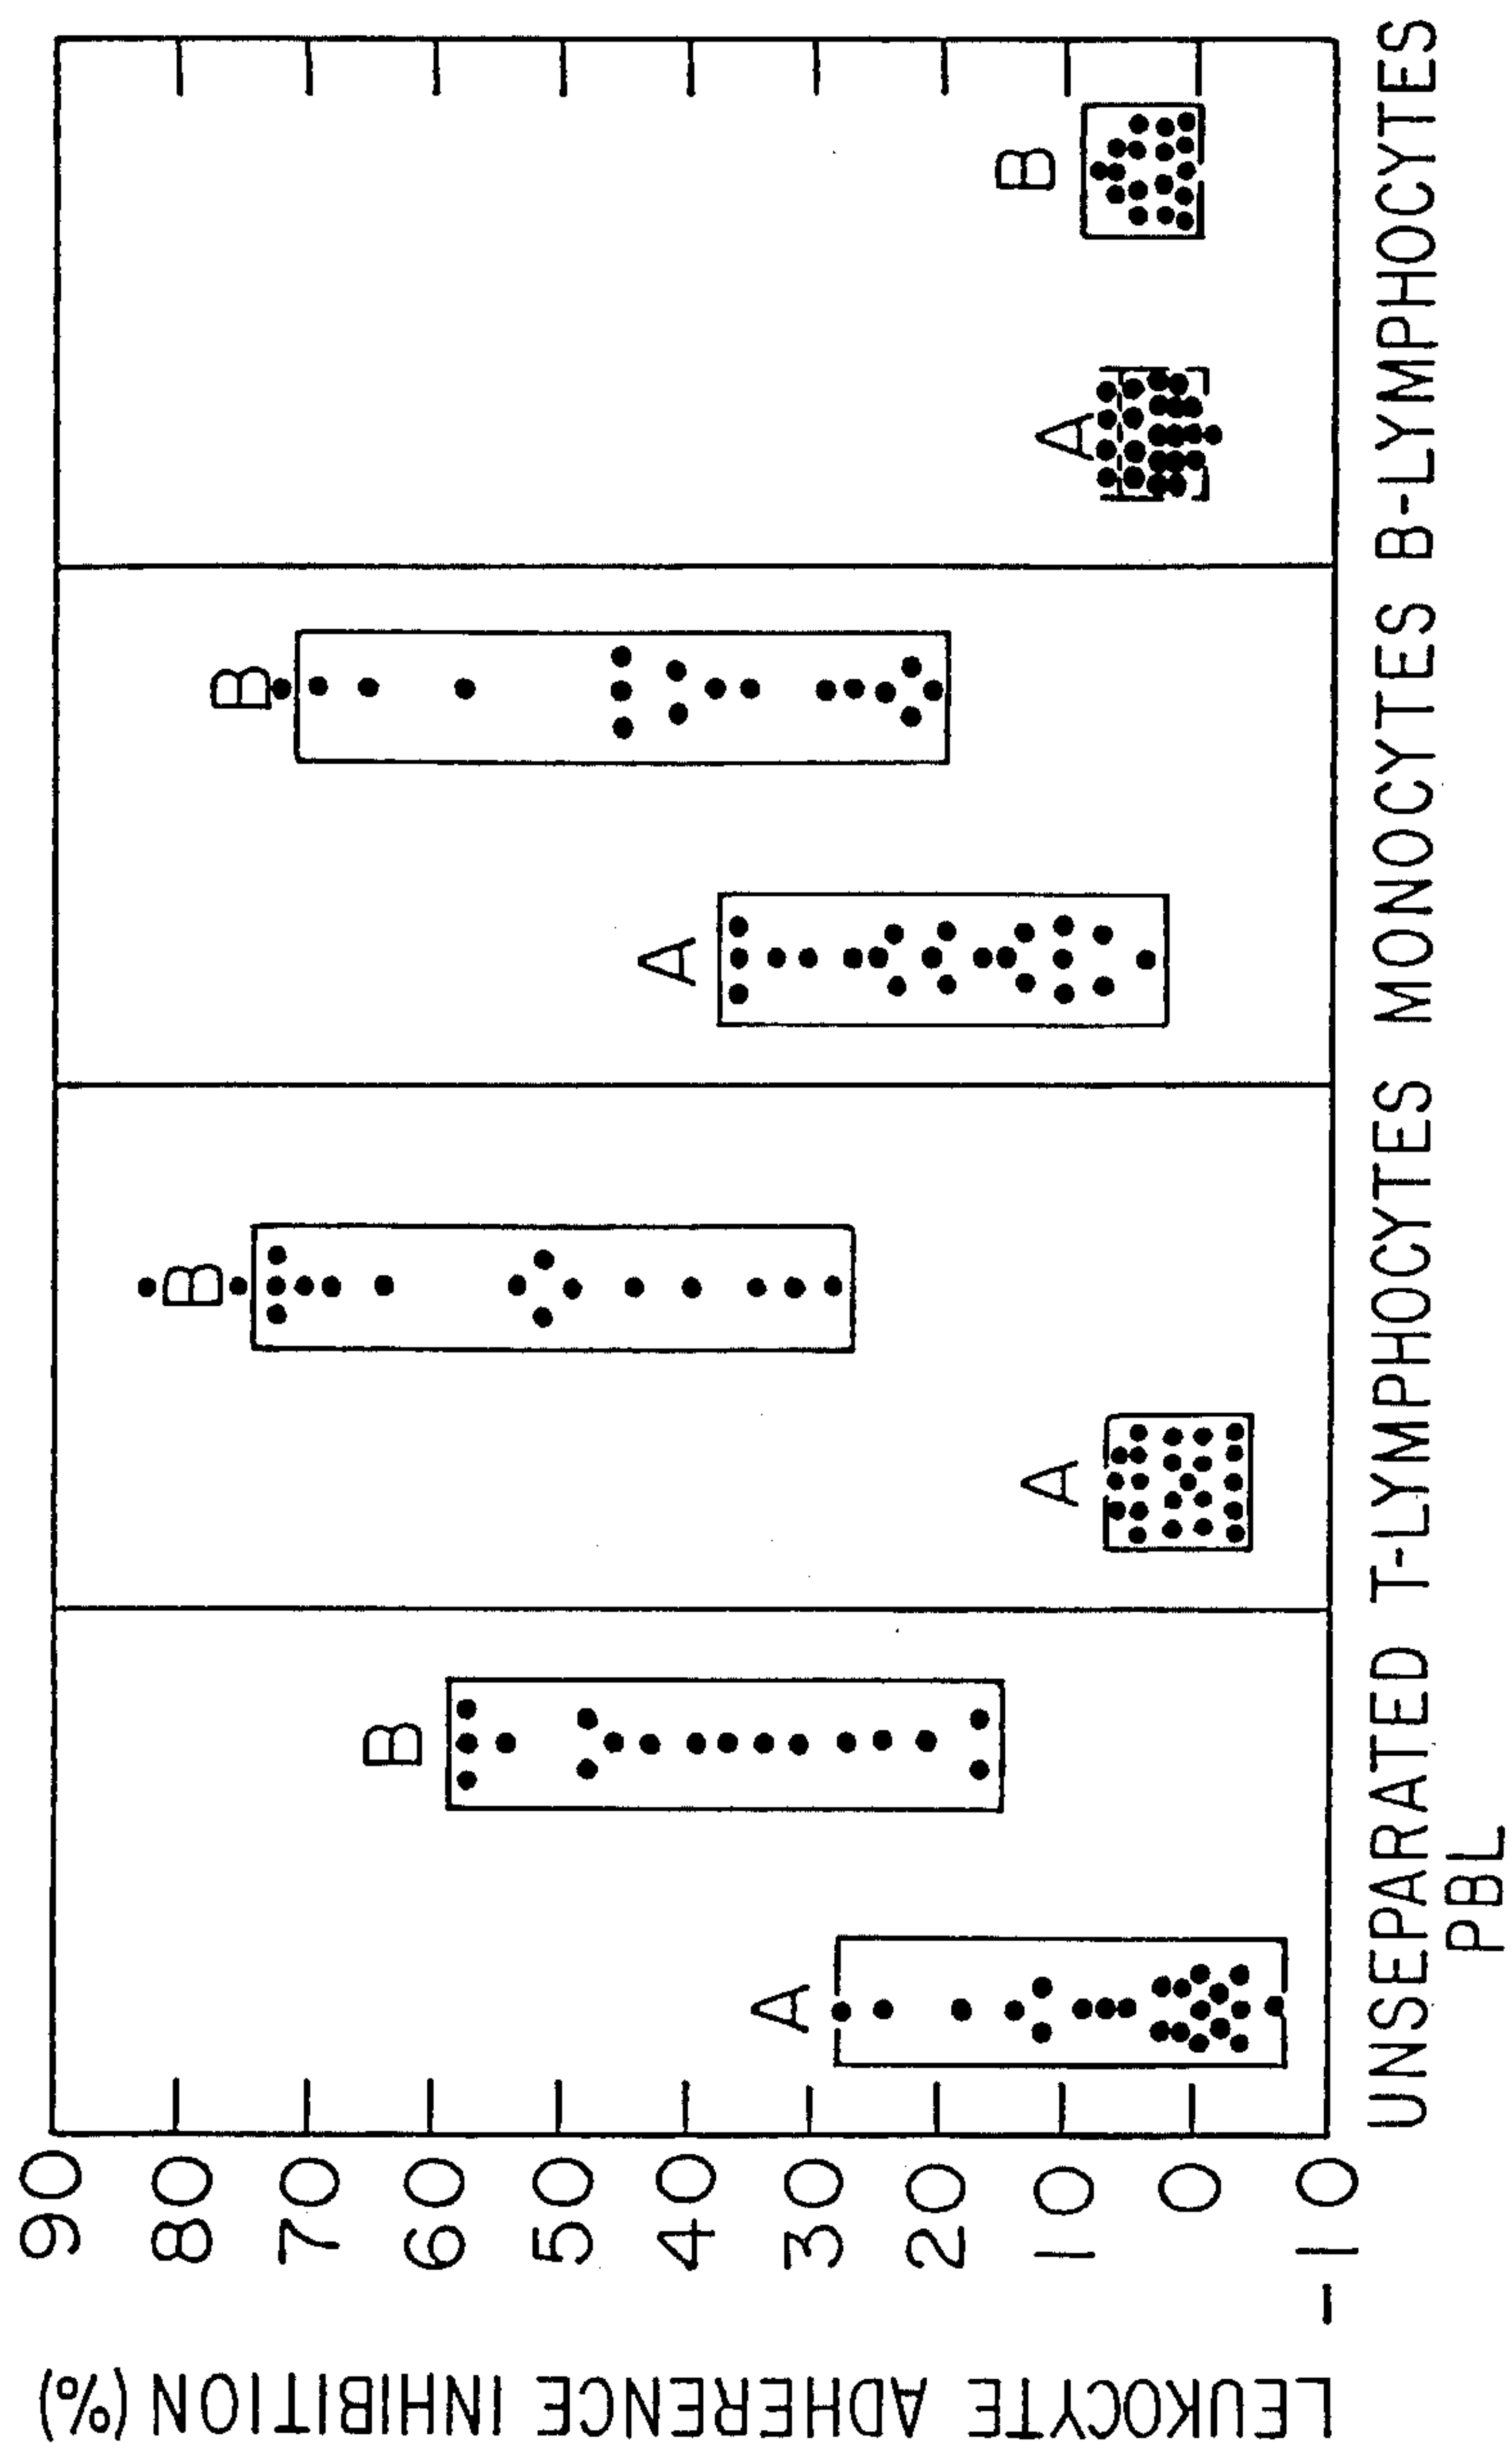 LEUKOCYTE ADHERENCE INHIBITION (%)
90
80
70
60
50
40
30
20
10
0
-10
A
B
A
B
A
B
A
B
UNSEPARATED T-LYMPHOCYTES MONOCYTES B-LYMPHOCYTES
PBL